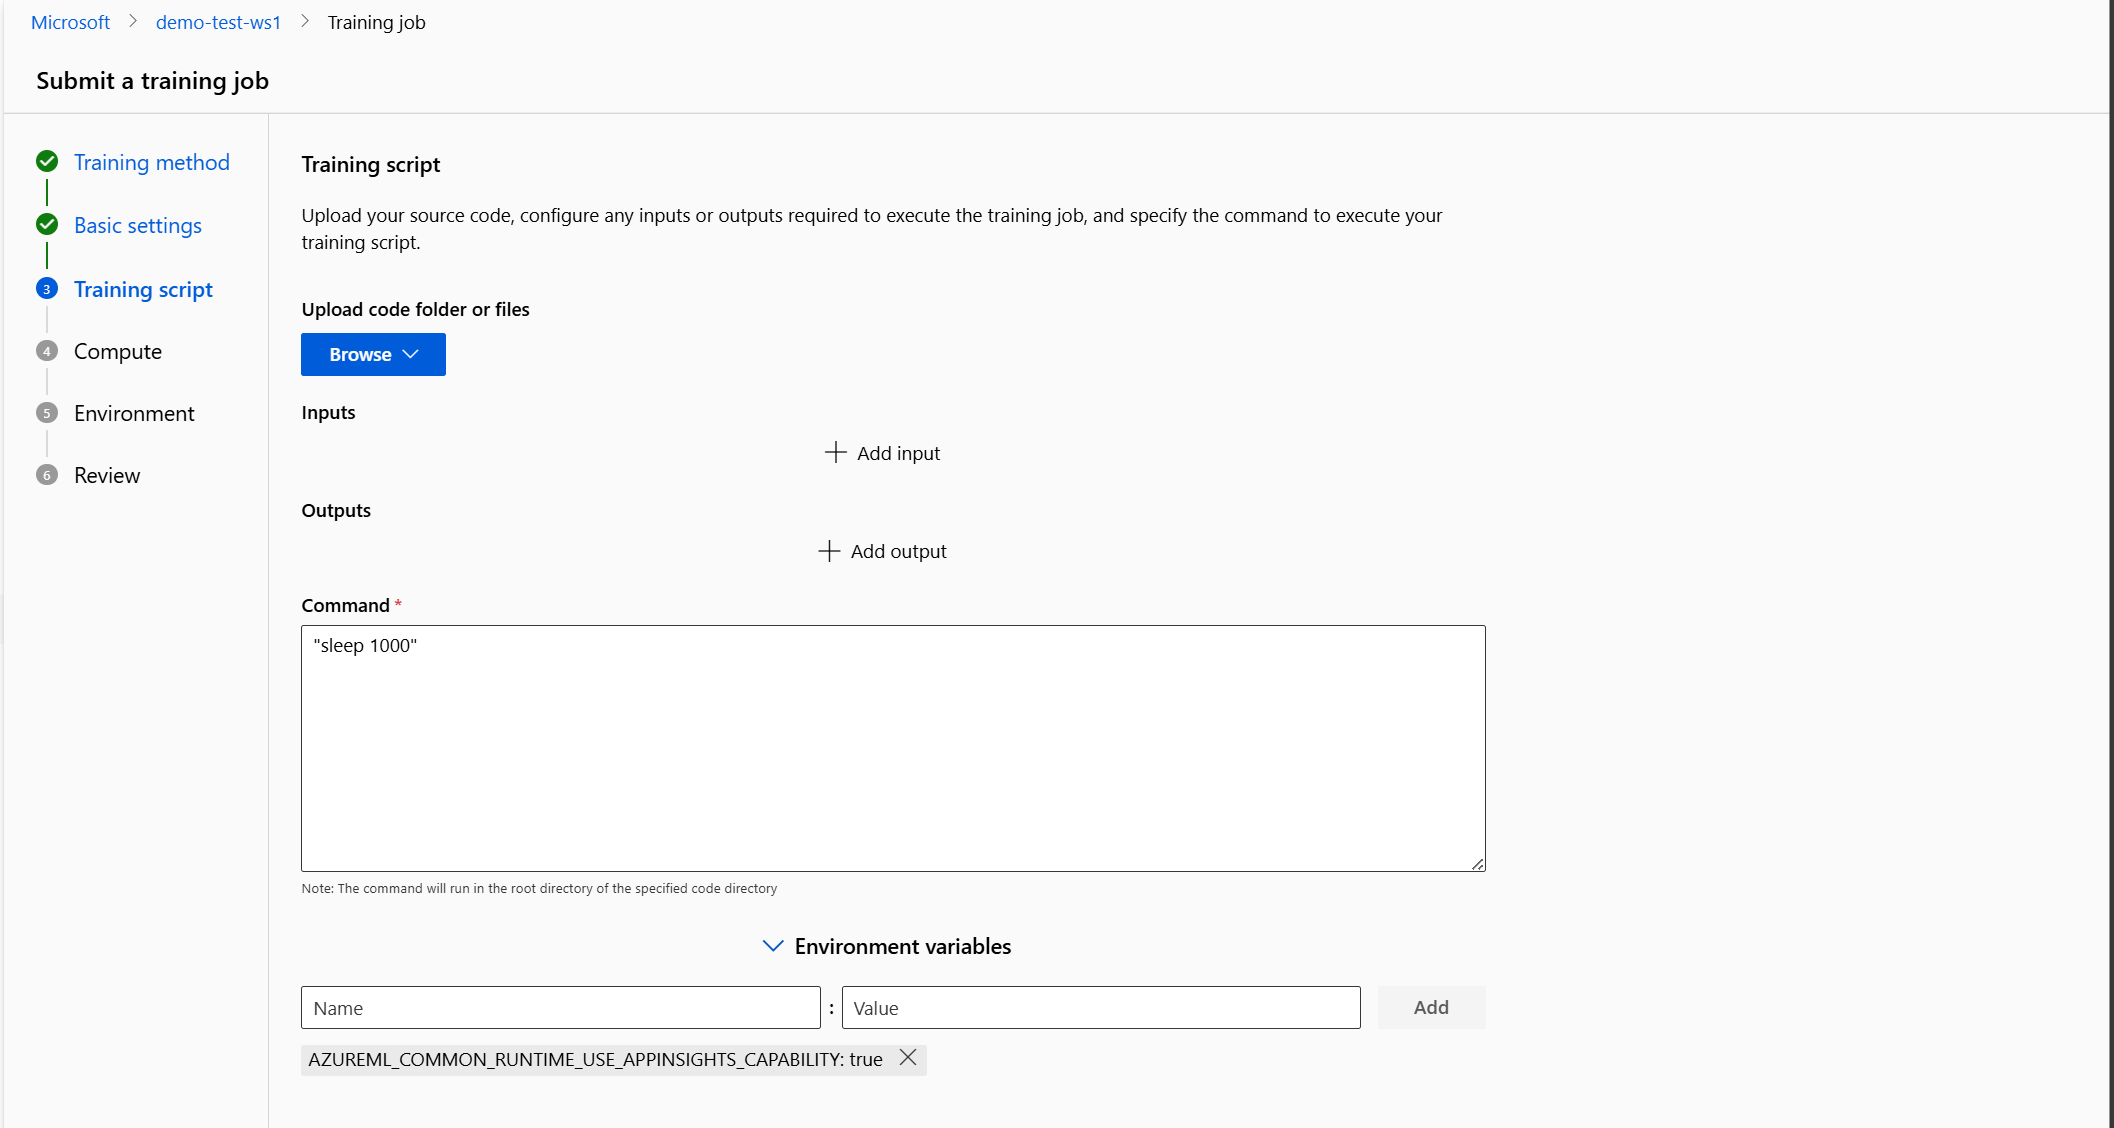 Microsoft > demo-test-ws1 > Training job
Submit a training job
Training method
Basic settings
3 Training script
4 Compute
5 Environment
6 Review
Training script
Upload your source code, configure any inputs or outputs required to execute the training job, and specify the command to execute your
training script.
Upload code folder or files
Browse
Inputs
Add input
Outputs
Add output
Command *
"sleep 1000"
Note: The command will run in the root directory of the specified code directory
Environment variables
Name : Value Add
AZUREML_COMMON_RUNTIME_USE_APPINSIGHTS_CAPABILITY: true